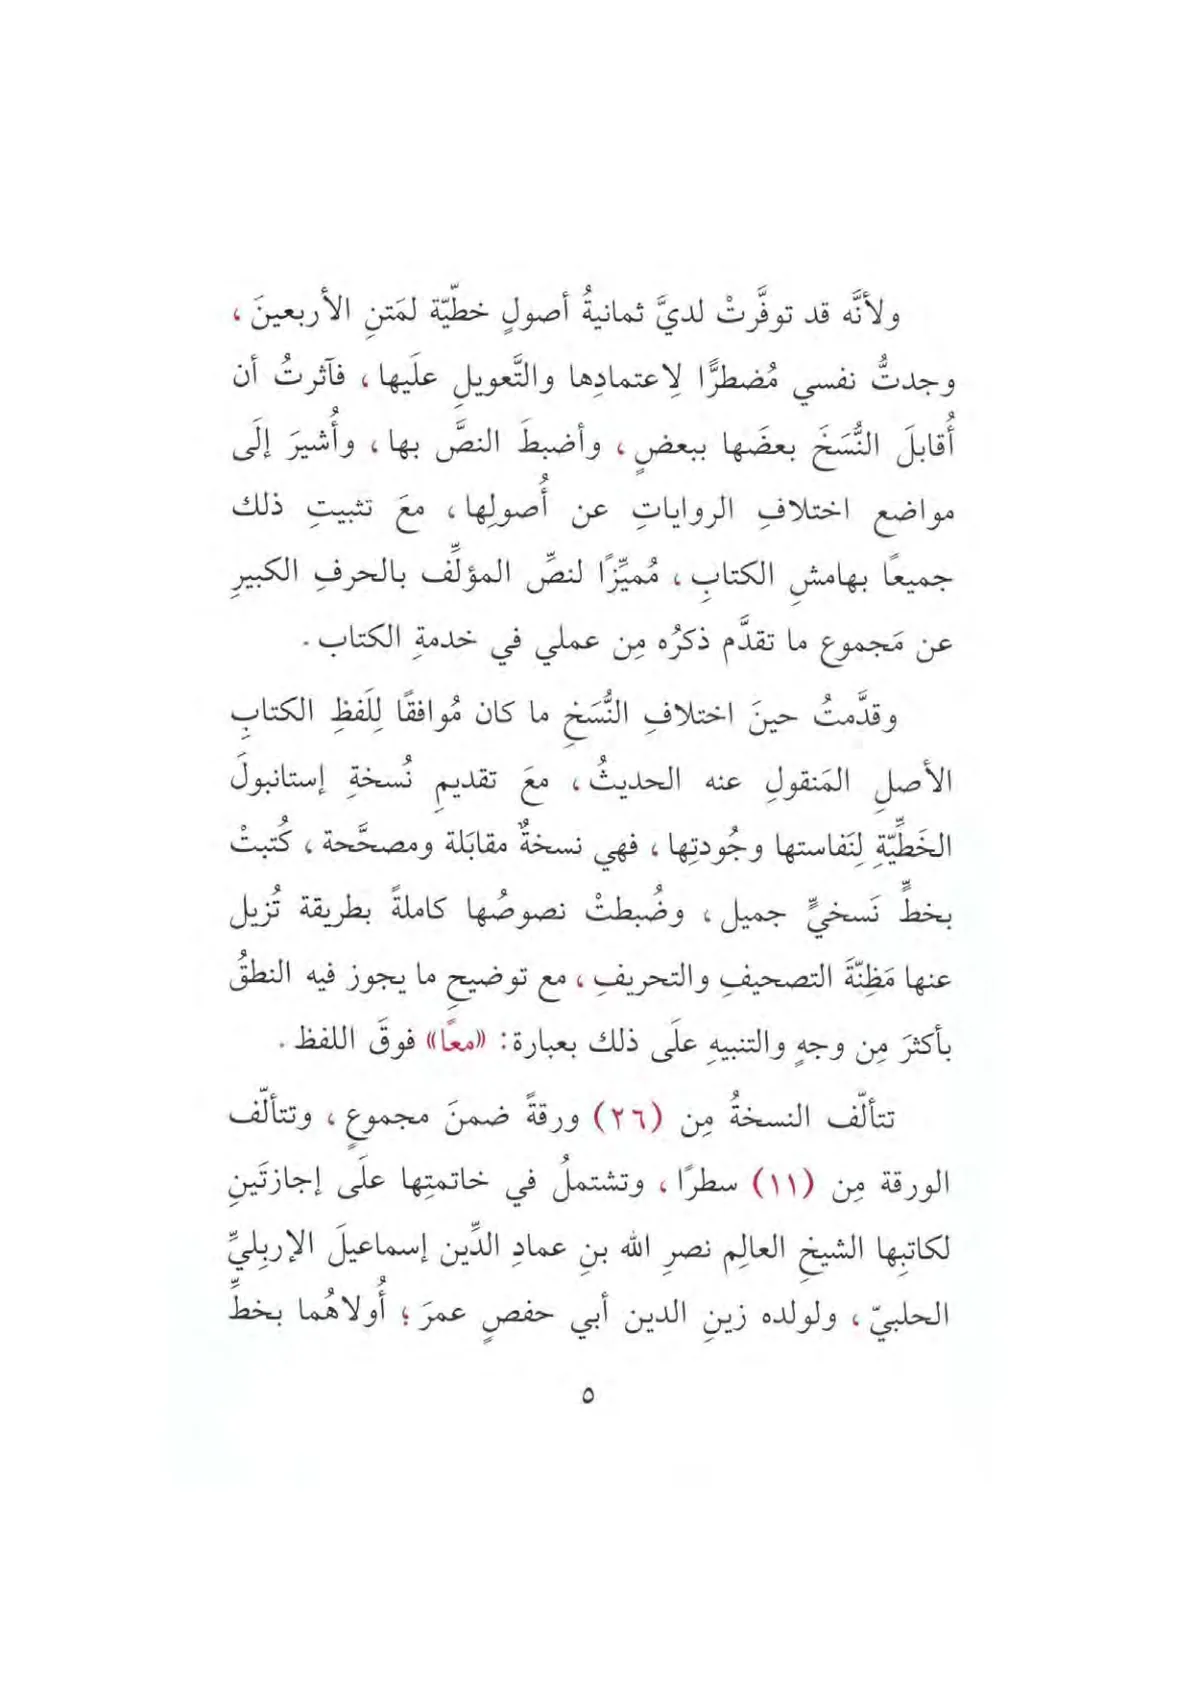 ولأنَّه قد توفَّرتْ لديَّ ثمانيةُ أصولٍ خطيّة لمَتنِ الأربعينَ،
وجدتُّ نفسي مُضطرًّا لِاعتمادِها والتَّعويلِ علَيها، فآثرتُ أن
أُقابلَ النُّسَخَ بعضَها ببعضٍ، وأضبطَ النصَّ بها، وأُشيرَ إلَى
مواضع اختلافِ الرواياتِ عن أُصولِها، معَ تثبيتِ ذلك
جميعًا بهامشِ الكتابِ، مُميِّزًا لنصِّ المؤلِّف بالحرفِ الكبيرِ
عن مَجموع ما تقدَّم ذكرُه مِن عملي في خدمةِ الكتاب.
وقدَّمتُ حينَ اختلافِ النُّسَخِ ما كان مُوافقًا لِلَفظِ الكتابِ
الأصلِ المَنقولِ عنه الحديثُ، معَ تقديمِ نُسخةِ إستانبولَ
الخَطِّيّةِ لِنَفاستها وجُودتِها، فهي نسخةٌ مقابَلة ومصحَّحة، كُتبتْ
بخطٍّ نَسخيٍّ جميل، وضُبطتْ نصوصُها كاملةً بطريقة تُزيل
عنها مَظِنّةَ التصحيفِ والتحريفِ، مع توضيحِ ما يجوز فيه النطقُ
بأكثرَ مِن وجهٍ والتنبيهِ علَى ذلك بعبارة: «معًا» فوقَ اللفظ.
تتألّف النسخةُ مِن (٢٦) ورقةً ضمنَ مجموعٍ، وتتألّف
الورقة مِن (١١) سطرًا، وتشتملُ في خاتمتِها علَى إجازتَينِ
لكاتبِها الشيخِ العالِم نصرِ الله بنِ عمادِ الدِّين إسماعيلَ الإربِليِّ
الحلبيّ، ولولده زينِ الدين أبي حفصٍ عمرَ؛ أُولاهُما بخطِّ
٥